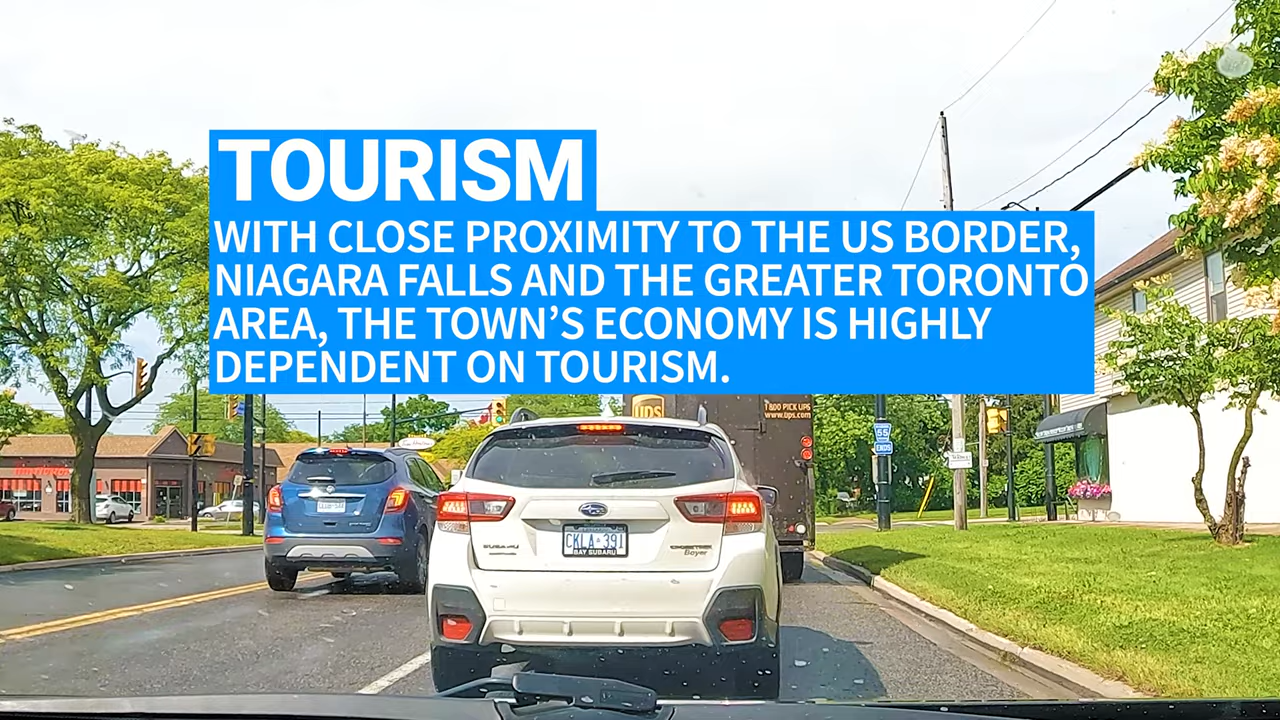 TOURISM
WITH CLOSE PROXIMITY TO THE US BORDER,
NIAGARA FALLS AND THE GREATER TORONTO
AREA, THE TOWN’S ECONOMY IS HIGHLY
DEPENDENT ON TOURISM.
ups
1 800 PICK UPS
www.ups.com
ENDS
SUBARU
CROSSTREK
CKLA 391
BAY SUBARU